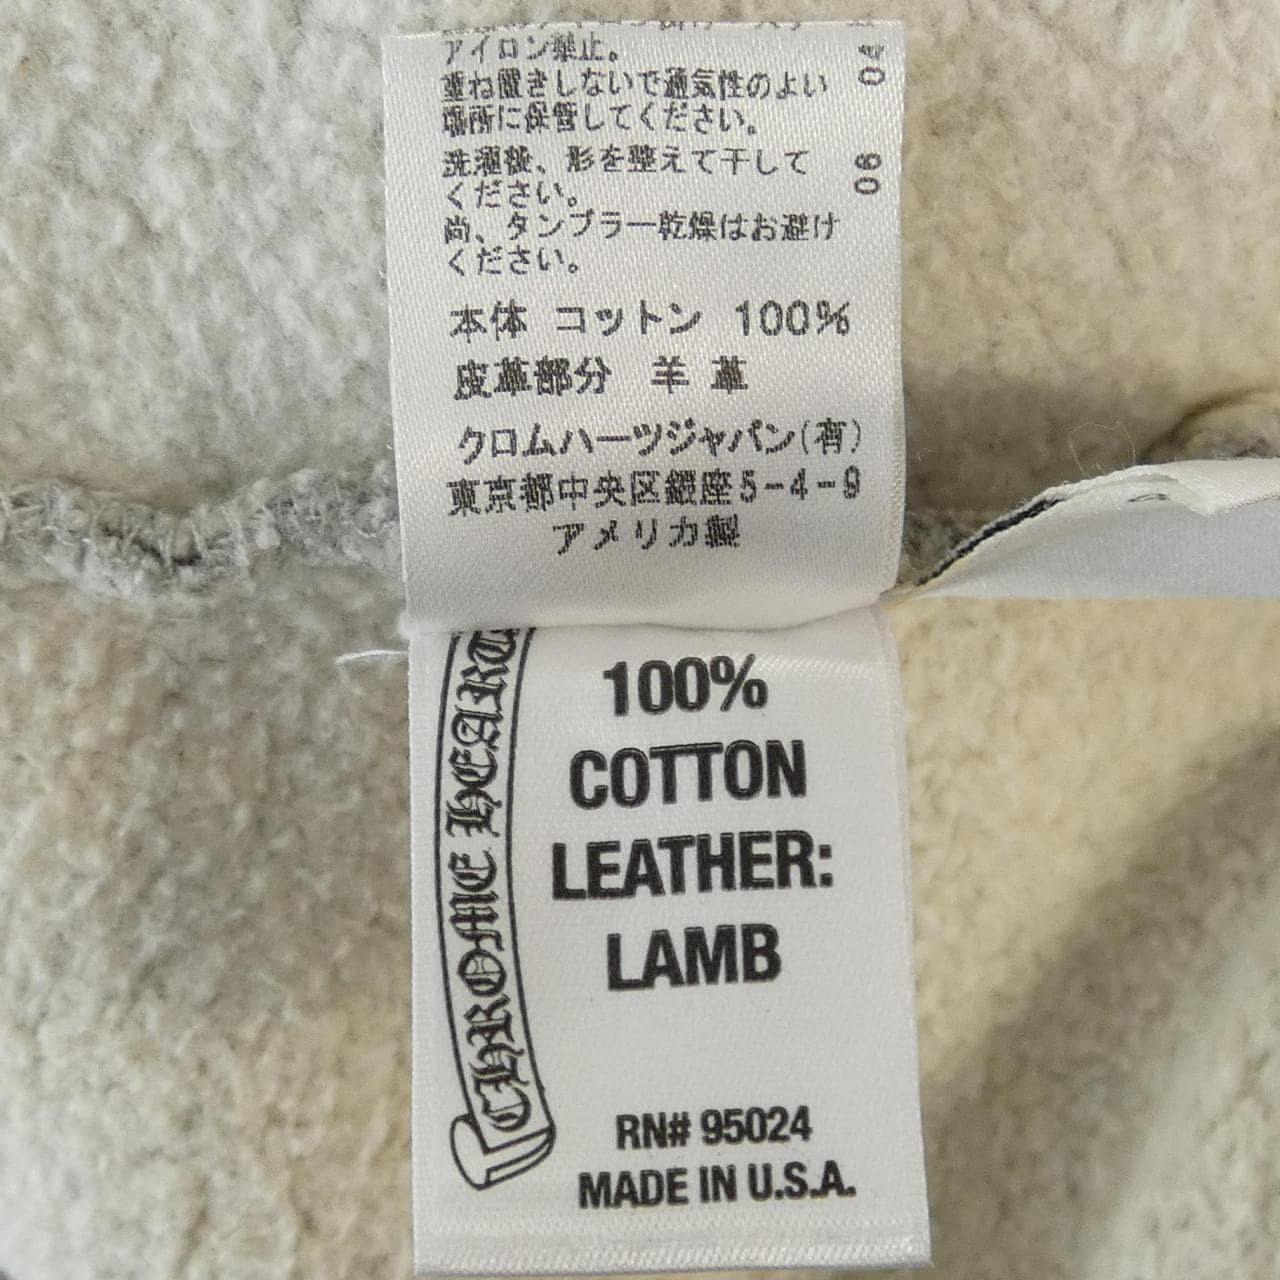 アイロン禁止。
重ね置きしないで通気性のよい
場所に保管してください。
洗濯後、形を整えて干して
ください。
尚、タンブラー乾燥はお避け
ください。
本体 コットン 100%
皮革部分 羊 革
クロムハーツジャパン(有)
東京都中央区銀座5-4-9
アメリカ製
04
06
CHROME HEARTS
100%
COTTON
LEATHER:
LAMB
RN# 95024
MADE IN U.S.A.